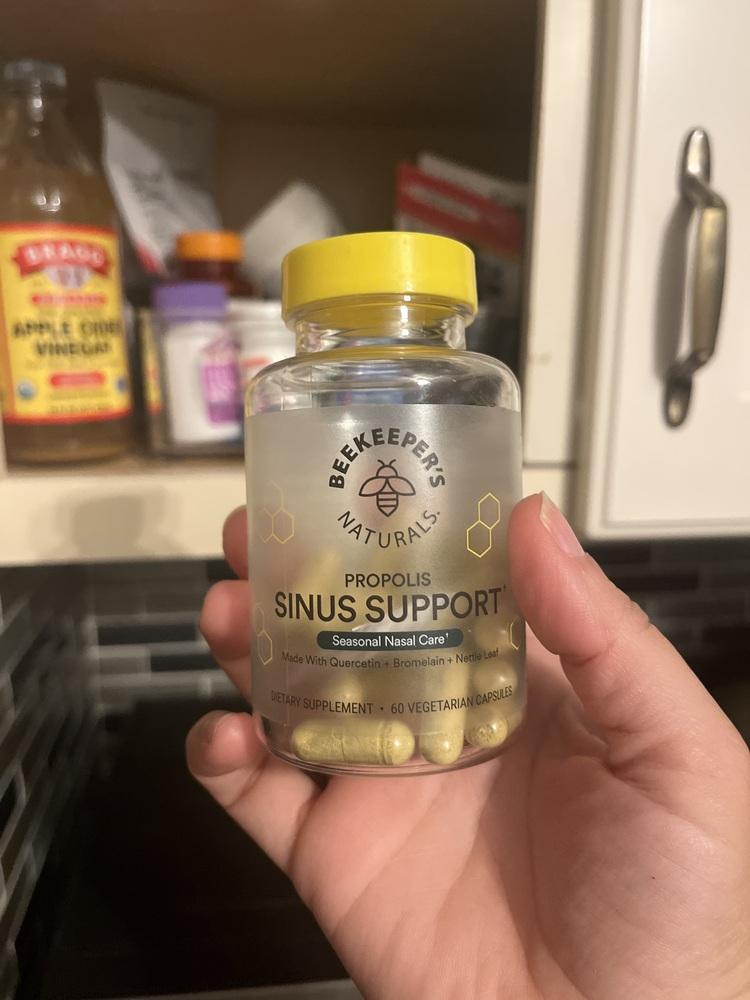 BRAGG
APPLE CIDER
VINEGAR
BEEKEEPER'S
NATURALS.
PROPOLIS
SINUS SUPPORT†
Seasonal Nasal Care†
Made With Quercetin + Bromelain + Nettle Leaf
DIETARY SUPPLEMENT • 60 VEGETARIAN CAPSULES